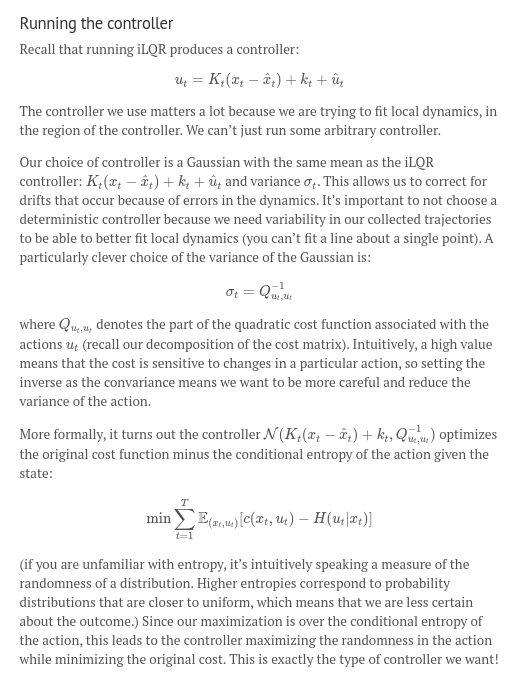 Running the controller
Recall that running iLQR produces a controller:
u_t = K_t(x_t − x̂_t) + k_t + û_t
The controller we use matters a lot because we are trying to fit local dynamics, in
the region of the controller. We can't just run some arbitrary controller.
Our choice of controller is a Gaussian with the same mean as the iLQR
controller: K_t(x_t − x̂_t) + k_t + û_t and variance σ_t. This allows us to correct for
drifts that occur because of errors in the dynamics. It's important to not choose a
deterministic controller because we need variability in our collected trajectories
to be able to better fit local dynamics (you can't fit a line about a single point). A
particularly clever choice of the variance of the Gaussian is:
σ_t = Q_{u_t,u_t}^{-1}
where Q_{u_t,u_t} denotes the part of the quadratic cost function associated with the
actions u_t (recall our decomposition of the cost matrix). Intuitively, a high value
means that the cost is sensitive to changes in a particular action, so setting the
inverse as the convariance means we want to be more careful and reduce the
variance of the action.
More formally, it turns out the controller 𝒩(K_t(x_t − x̂_t) + k_t, Q_{u_t,u_t}^{-1}) optimizes
the original cost function minus the conditional entropy of the action given the
state:
min ∑_{t=1}^{T} 𝔼_{(x_t,u_t)}[c(x_t, u_t) − H(u_t|x_t)]
(if you are unfamiliar with entropy, it's intuitively speaking a measure of the
randomness of a distribution. Higher entropies correspond to probability
distributions that are closer to uniform, which means that we are less certain
about the outcome.) Since our maximization is over the conditional entropy of
the action, this leads to the controller maximizing the randomness in the action
while minimizing the original cost. This is exactly the type of controller we want!